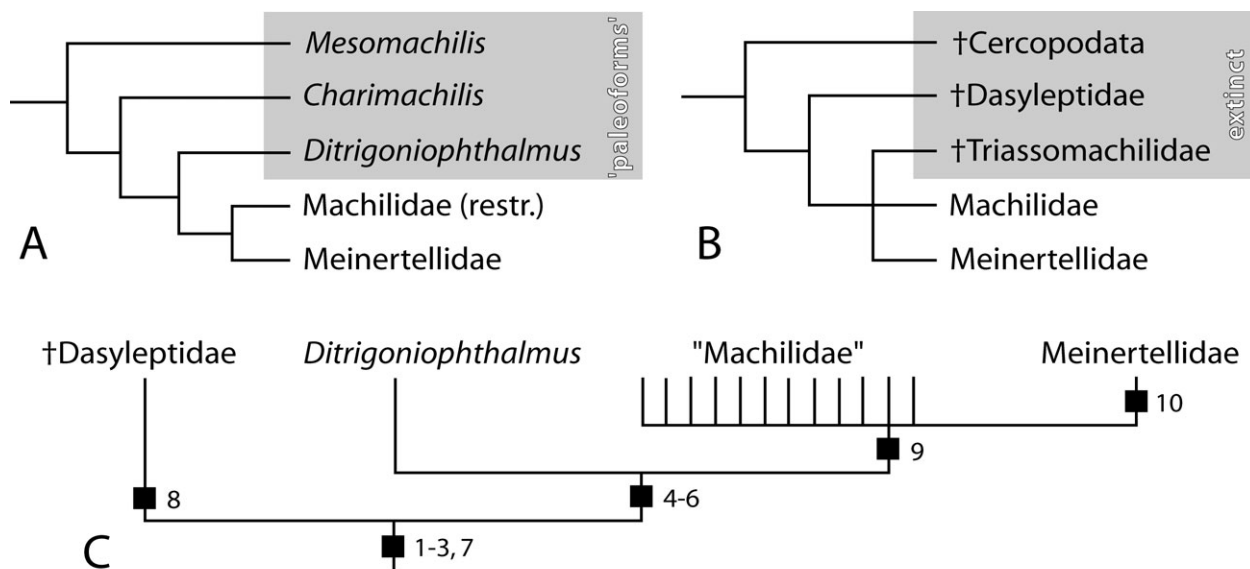 Mesomachilis
Charimachilis
Ditrigoniophthalmus
Machilidae (restr.)
Meinertellidae
'paleoforms'
A
†Cercopodata
†Dasyleptidae
†Triassomachilidae
Machilidae
Meinertellidae
extinct
B
†Dasyleptidae
Ditrigoniophthalmus
"Machilidae"
Meinertellidae
10
9
8
4-6
1-3, 7
C